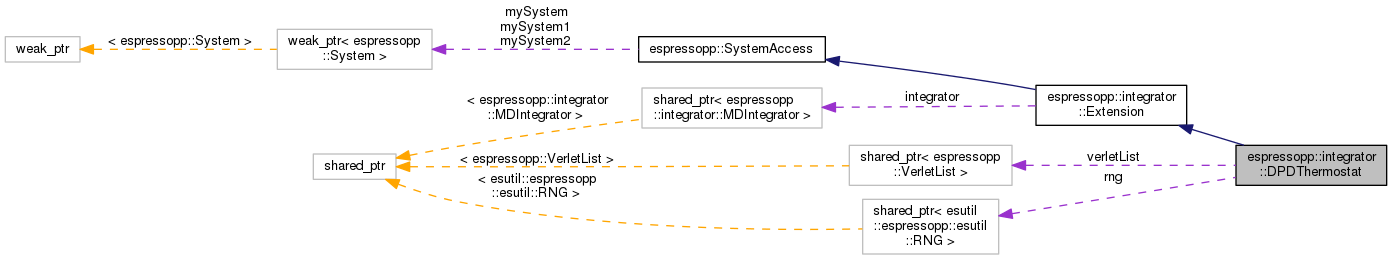 mySystem
mySystem1
mySystem2
weak_ptr
< espressopp::System >
weak_ptr< espressopp
::System >
espressopp::SystemAccess
< espressopp::integrator
::MDIntegrator >
shared_ptr< espressopp
::integrator::MDIntegrator >
integrator
espressopp::integrator
::Extension
shared_ptr
< espressopp::VerletList >
shared_ptr< espressopp
::VerletList >
verletList
espressopp::integrator
::DPDThermostat
< esutil::espressopp
::esutil::RNG >
rng
shared_ptr< esutil
::espressopp::esutil
::RNG >